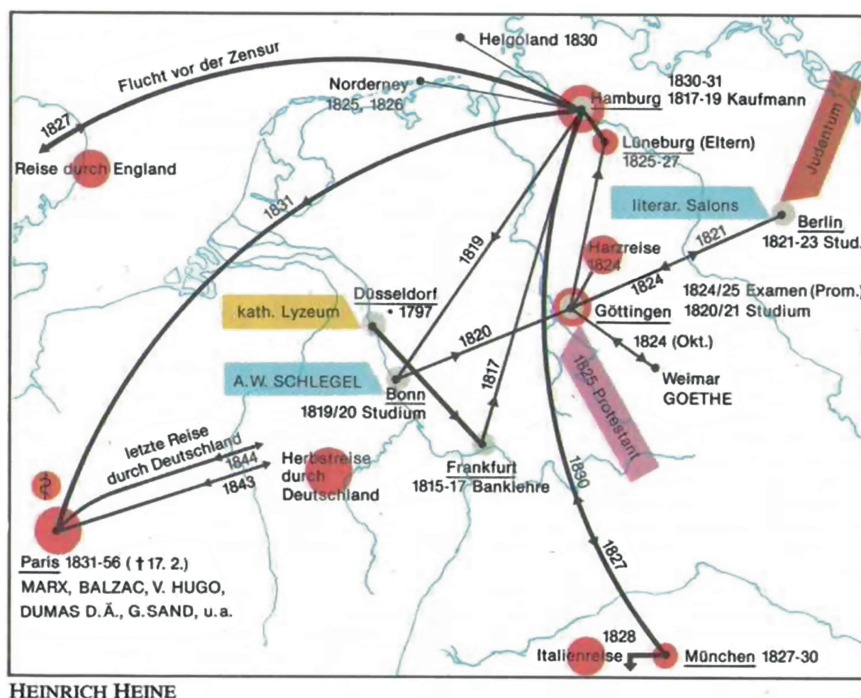 Helgoland 1830
Flucht vor der Zensur
Norderney
1825, 1826
1830-31
Hamburg 1817-19 Kaufmann
Judentum
1827
Reise durch England
Lüneburg (Eltern)
1825-27
1831
literar. Salons
Berlin
1821-23 Stud.
1819
1821
Harzreise
1824
1824
Düsseldorf
• 1797
kath. Lyzeum
1824/25 Examen (Prom.)
Göttingen 1820/21 Studium
1820
1824 (Okt.)
1817
A.W. SCHLEGEL
Bonn
1819/20 Studium
Weimar
GOETHE
1825 Protestant
letzte Reise
durch Deutschland
1844
1843
Herbstreise
durch
Deutschland
Frankfurt
1815-17 Banklehre
1830
1827
Paris 1831-56 († 17. 2.)
MARX, BALZAC, V. HUGO,
DUMAS D.Ä., G. SAND, u.a.
1828
Italienreise
München 1827-30
HEINRICH HEINE